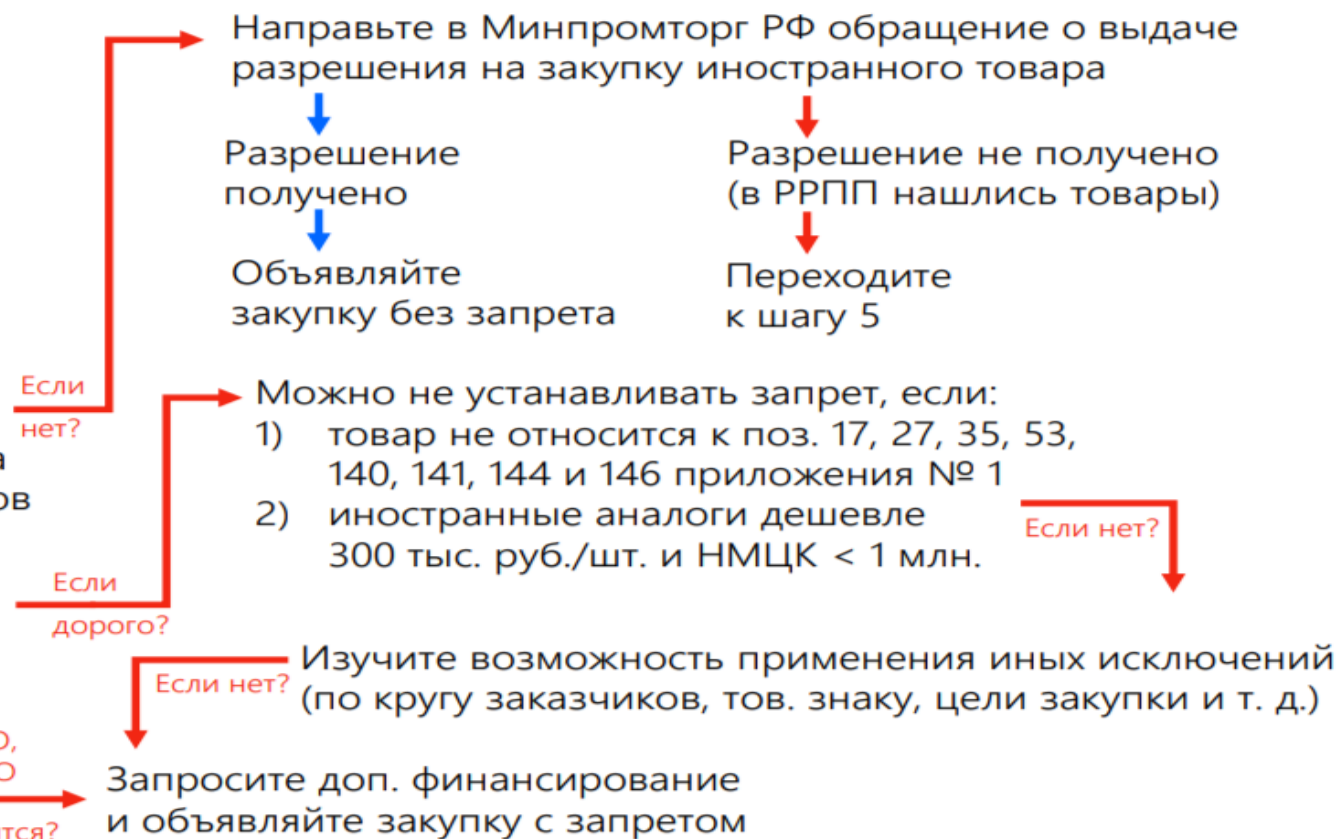 Направьте в Минпромторг РФ обращение о выдаче
разрешения на закупку иностранного товара
Разрешение
получено
Разрешение не получено
(в РРПП нашлись товары)
Объявляйте
закупку без запрета
Переходите
к шагу 5
Если
нет?
Можно не устанавливать запрет, если:
1) товар не относится к поз. 17, 27, 35, 53,
140, 141, 144 и 146 приложения № 1
2) иностранные аналоги дешевле
300 тыс. руб./шт. и НМЦК < 1 млн.
Если нет?
Если
дорого?
Изучите возможность применения иных исключений
(по кругу заказчиков, тов. знаку, цели закупки и т. д.)
Если нет?
Запросите доп. финансирование
и объявляйте закупку с запретом